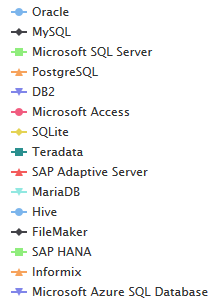 Oracle
MySQL
Microsoft SQL Server
PostgreSQL
DB2
Microsoft Access
SQLite
Teradata
SAP Adaptive Server
MariaDB
Hive
FileMaker
SAP HANA
Informix
Microsoft Azure SQL Database